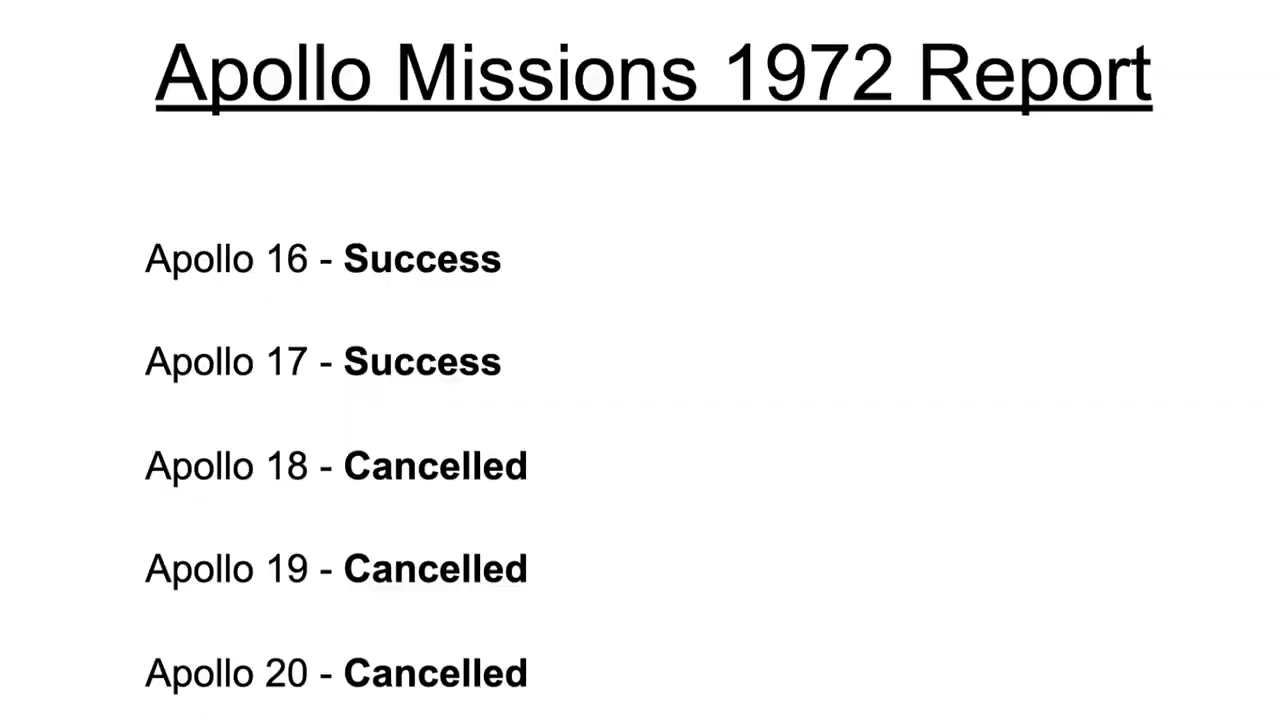 Apollo Missions 1972 Report
Apollo 16 - Success
Apollo 17 - Success
Apollo 18 - Cancelled
Apollo 19 - Cancelled
Apollo 20 - Cancelled